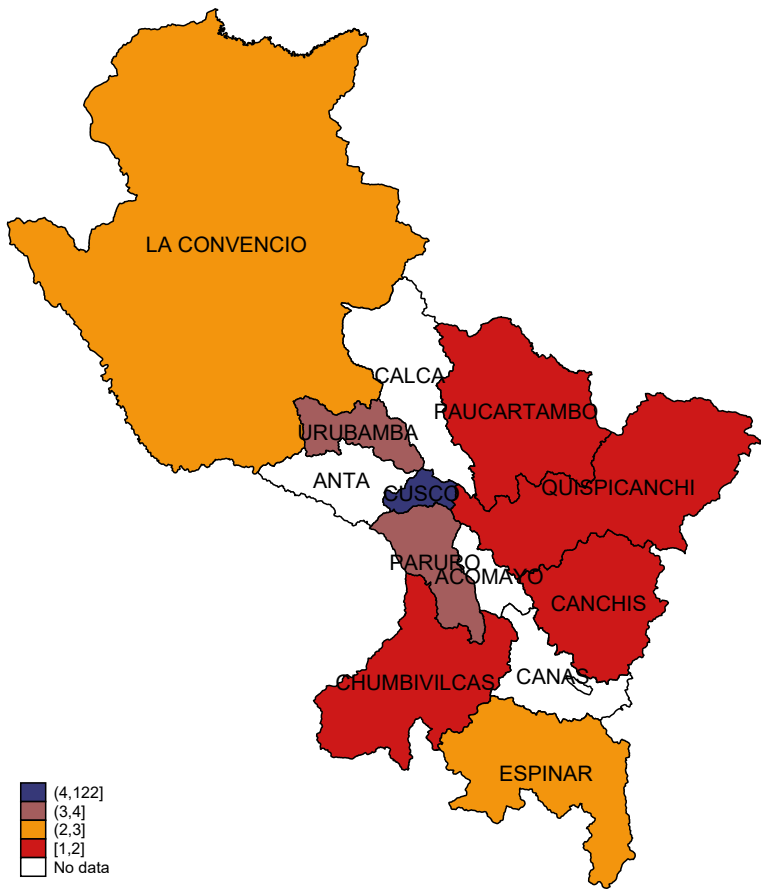 LA CONVENCIO
CALCA
PAUCARTAMBO
URUBAMBA
ANTA
CUSCO
QUISPICANCHI
PARURO
ACOMAYO
CANCHIS
CANAS
CHUMBIVILCAS
ESPINAR
(4,122]
(3,4]
(2,3]
[1,2]
No data